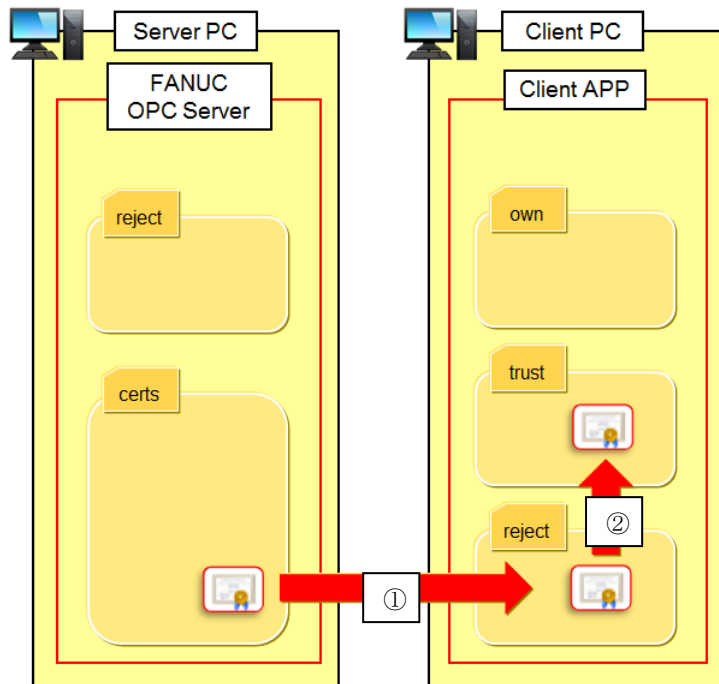 Server PC
FANUC
OPC Server
reject
certs
①
Client PC
Client APP
own
trust
②
reject